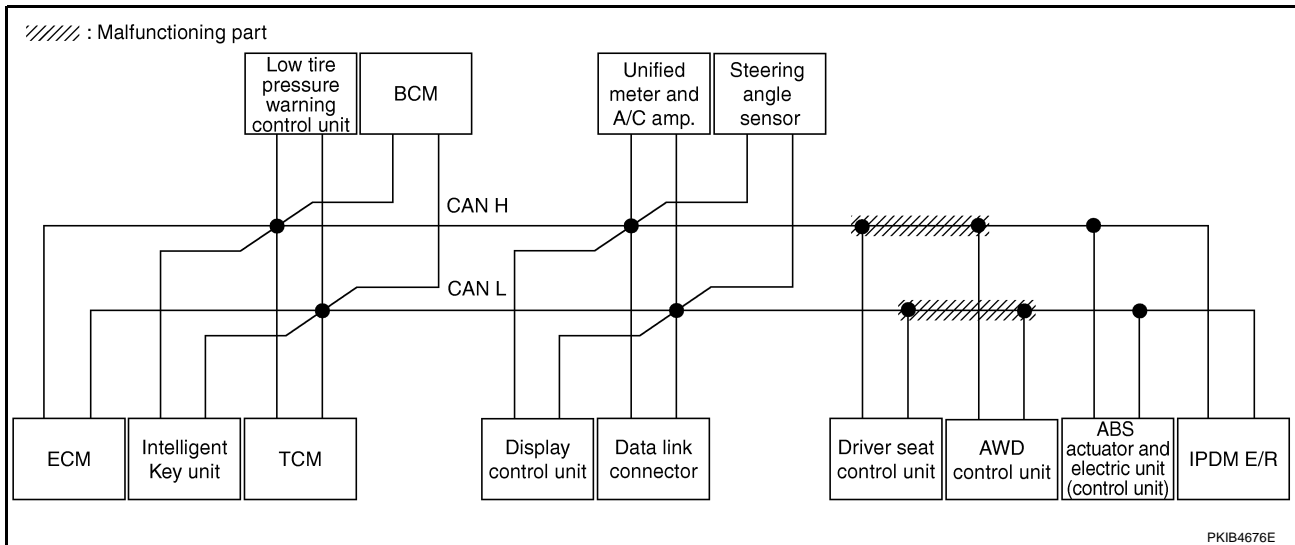 : Malfunctioning part
Low tire
pressure
warning
control unit
BCM
Unified
meter and
A/C amp.
Steering
angle
sensor
CAN H
CAN L
ECM
Intelligent
Key unit
TCM
Display
control unit
Data link
connector
Driver seat
control unit
AWD
control unit
ABS
actuator and
electric unit
(control unit)
IPDM E/R
PKIB4676E